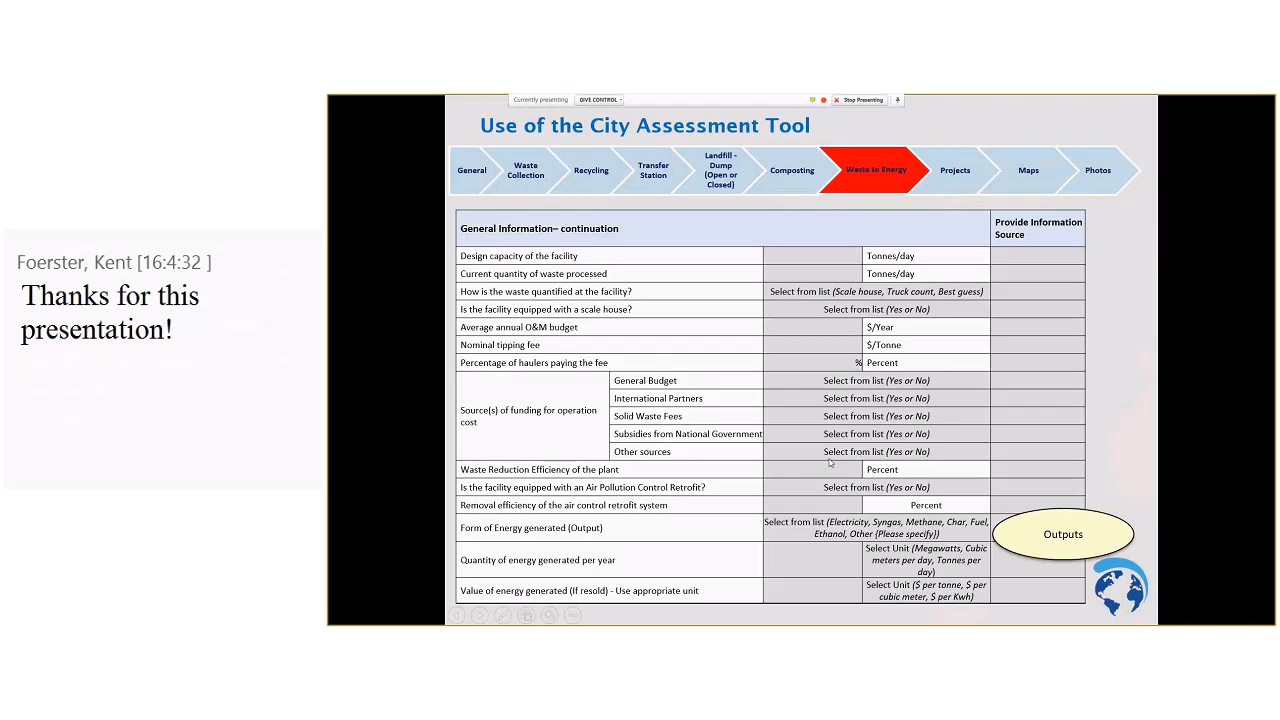 Foerster, Kent [16:4:32 ]
Thanks for this
presentation!
Currently presenting
GIVE CONTROL
Stop Presenting
Use of the City Assessment Tool
General
Waste
Collection
Recycling
Transfer
Station
Landfill -
Dump
(Open or
Closed)
Composting
Waste to Energy
Projects
Maps
Photos
General Information– continuation
Provide Information
Source
Design capacity of the facility
Tonnes/day
Current quantity of waste processed
Tonnes/day
How is the waste quantified at the facility?
Select from list (Scale house, Truck count, Best guess)
Is the facility equipped with a scale house?
Select from list (Yes or No)
Average annual O&M budget
$/Year
Nominal tipping fee
$/Tonne
Percentage of haulers paying the fee
% Percent
Source(s) of funding for operation
cost
General Budget
Select from list (Yes or No)
International Partners
Select from list (Yes or No)
Solid Waste Fees
Select from list (Yes or No)
Subsidies from National Government
Select from list (Yes or No)
Other sources
Select from list (Yes or No)
Waste Reduction Efficiency of the plant
Percent
Is the facility equipped with an Air Pollution Control Retrofit?
Select from list (Yes or No)
Removal efficiency of the air control retrofit system
Percent
Form of Energy generated (Output)
Select from list (Electricity, Syngas, Methane, Char, Fuel,
Ethanol, Other {Please specify})
Outputs
Quantity of energy generated per year
Select Unit (Megawatts, Cubic
meters per day, Tonnes per
day)
Value of energy generated (If resold) - Use appropriate unit
Select Unit ($ per tonne, $ per
cubic meter, $ per Kwh)